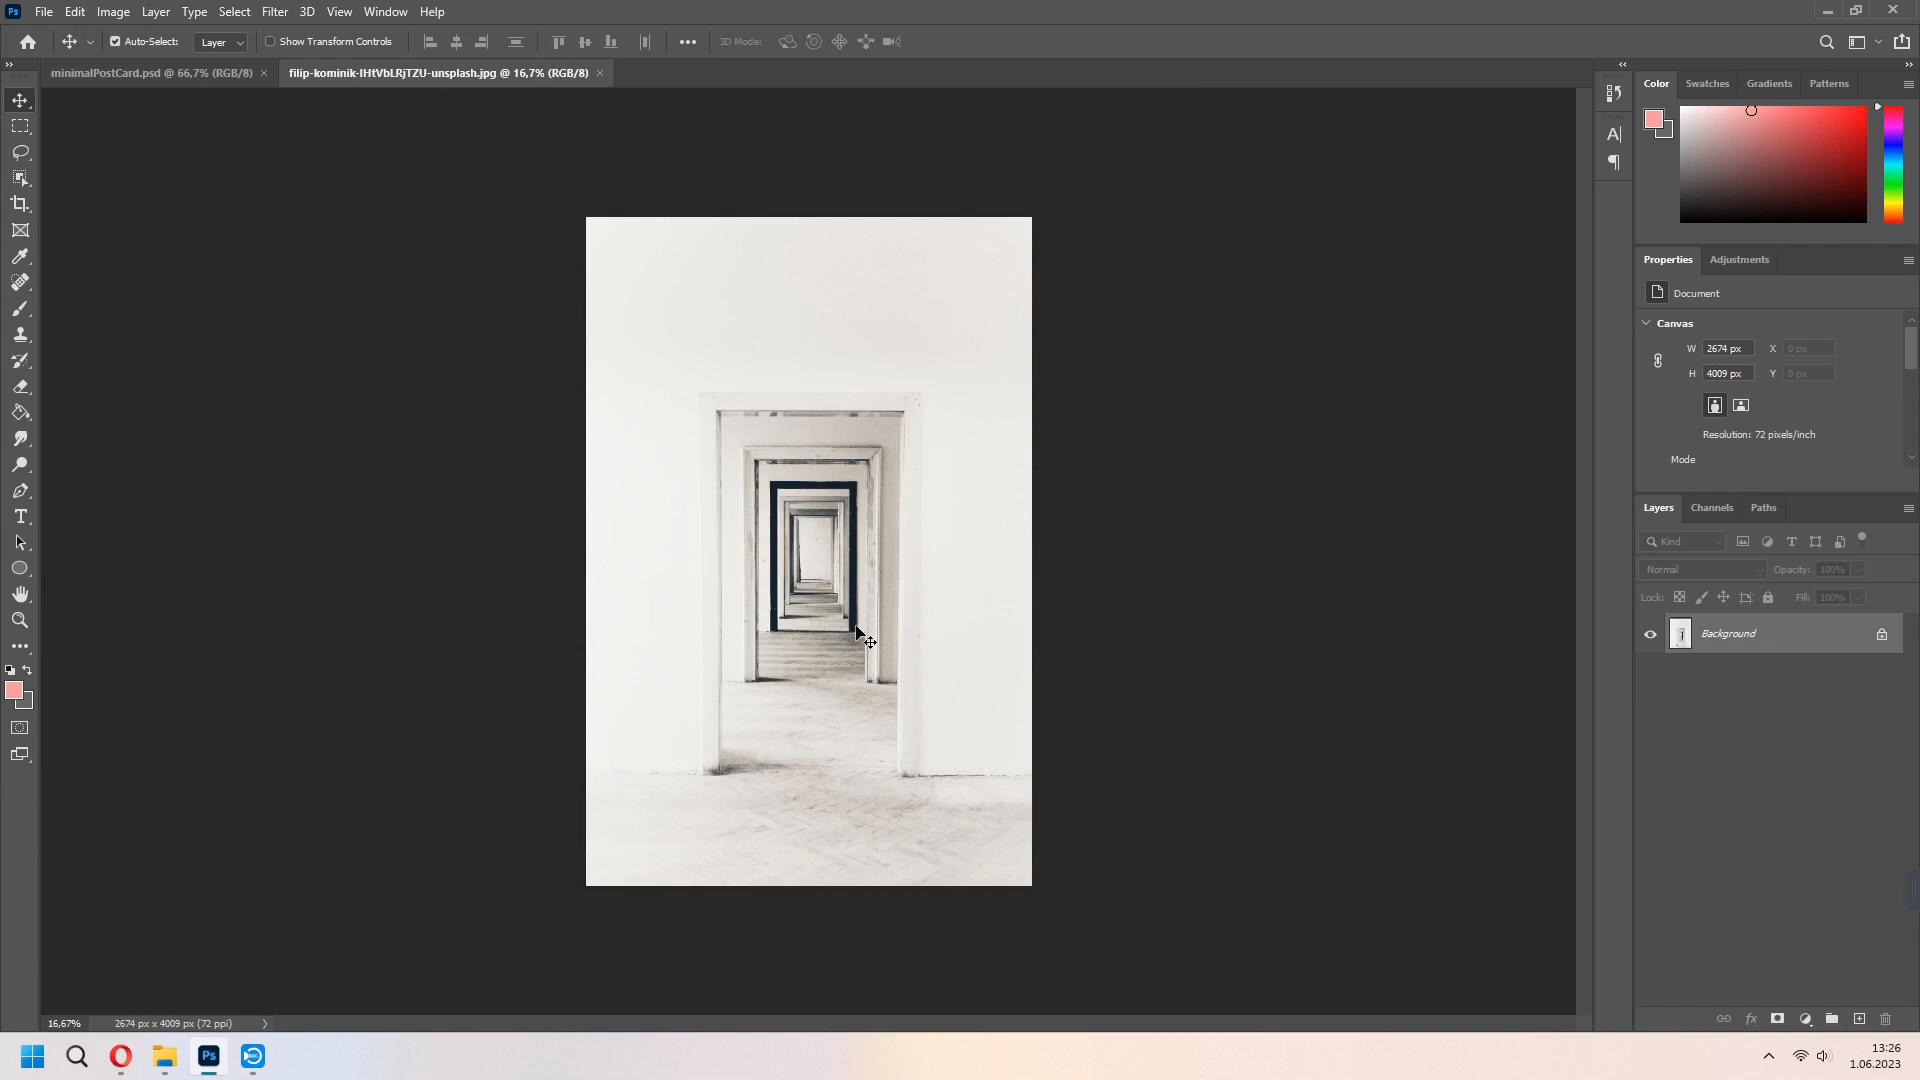 Ps File Edit Image Layer Type Select Filter 3D View Window Help
Auto-Select: Layer Show Transform Controls 3D Mode:
minimalPostCard.psd @ 66,7% (RGB/8) × filip-kominik-IHtVbLRjTZU-unsplash.jpg @ 16,7% (RGB/8) ×
Color Swatches Gradients Patterns
Properties Adjustments
Document
Canvas
W 2674 px X 0 px
H 4009 px Y 0 px
Resolution: 72 pixels/inch
Mode
Layers Channels Paths
Kind
Normal Opacity: 100%
Lock: Fill: 100%
Background
fx
16,67% 2674 px x 4009 px (72 ppi)
Ps
13:26
1.06.2023